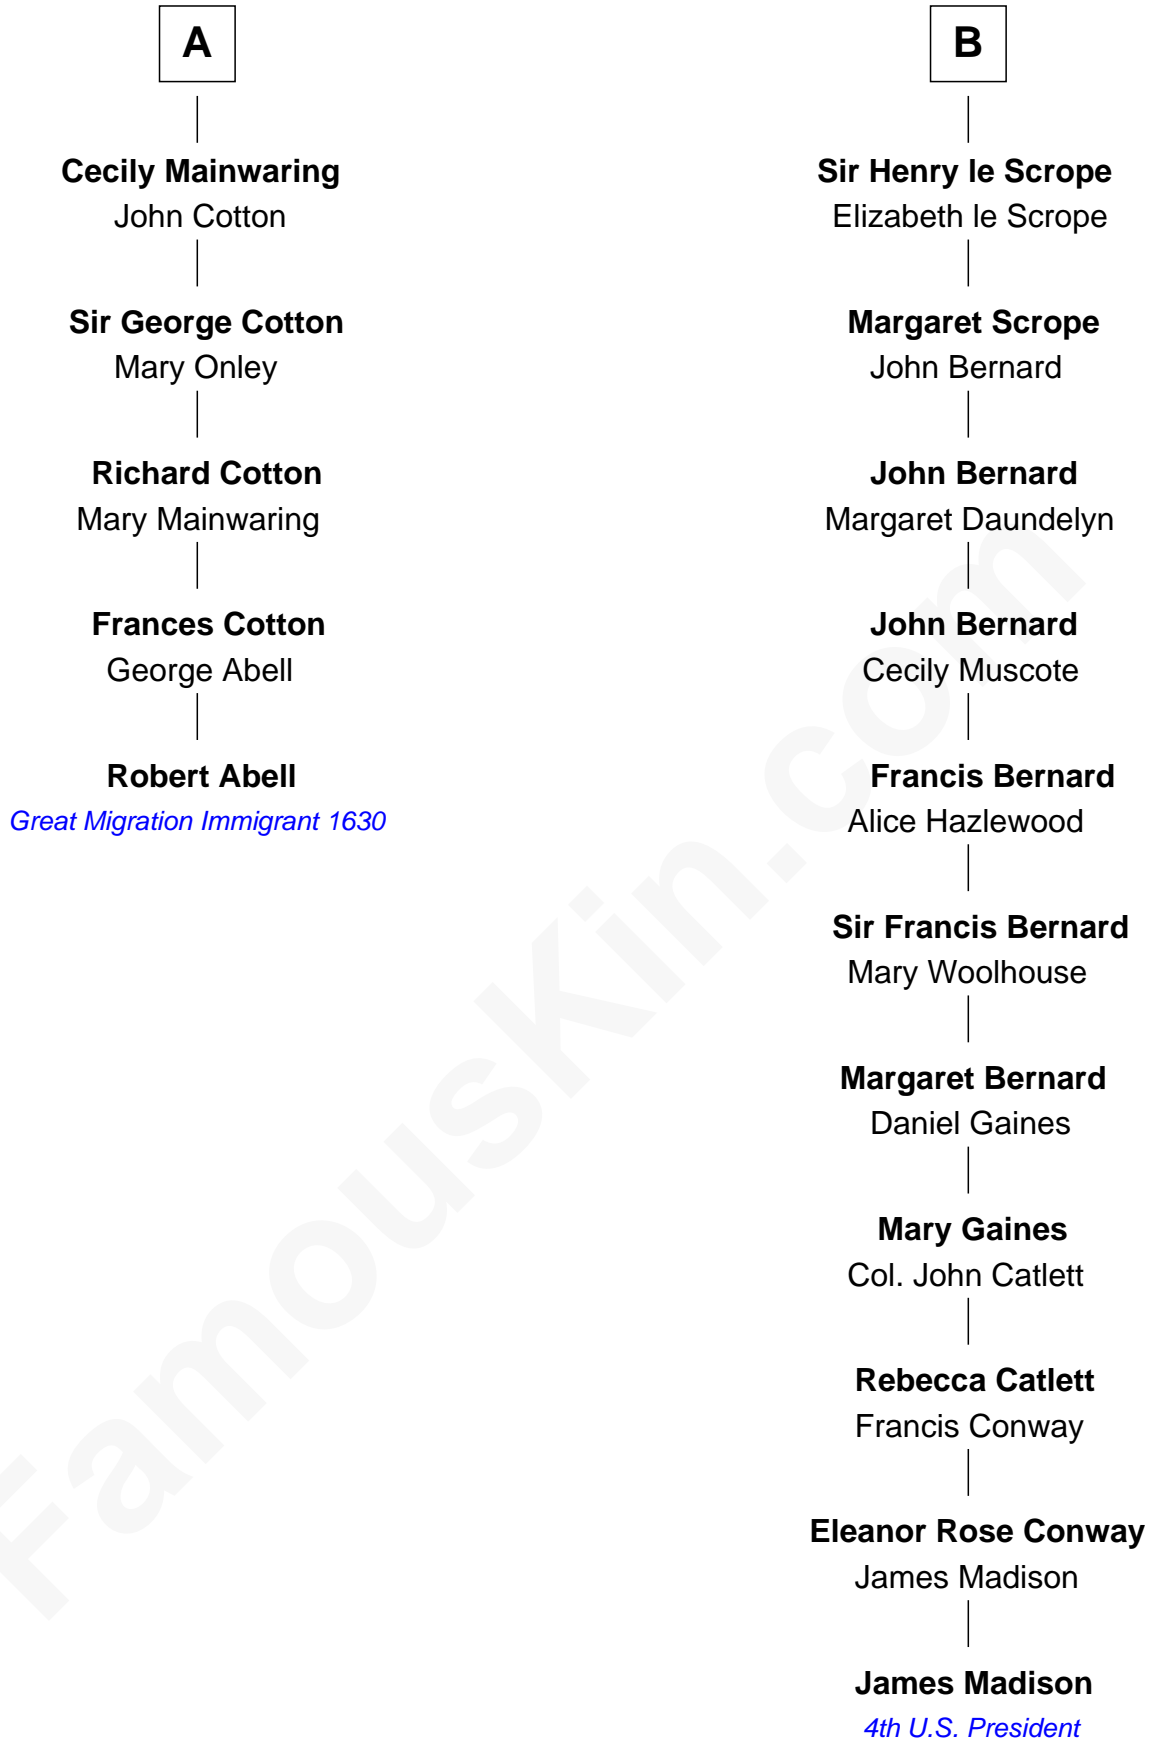 A
Cecily Mainwaring
John Cotton
Sir George Cotton
Mary Onley
Richard Cotton
Mary Mainwaring
Frances Cotton
George Abell
Robert Abell
Great Migration Immigrant 1630
B
Sir Henry le Scrope
Elizabeth le Scrope
Margaret Scrope
John Bernard
John Bernard
Margaret Daundelyn
John Bernard
Cecily Muscote
Francis Bernard
Alice Hazlewood
Sir Francis Bernard
Mary Woolhouse
Margaret Bernard
Daniel Gaines
Mary Gaines
Col. John Catlett
Rebecca Catlett
Francis Conway
Eleanor Rose Conway
James Madison
James Madison
4th U.S. President
FamousKin.com